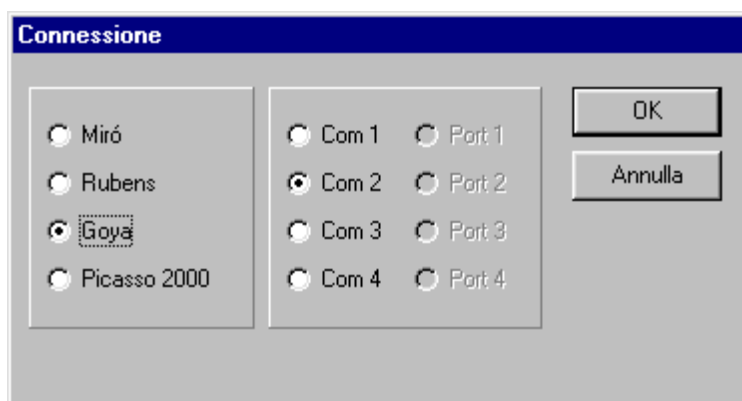 Connessione
Miró
Rubens
Goya
Picasso 2000
Com 1 Port 1
Com 2 Port 2
Com 3 Port 3
Com 4 Port 4
OK
Annulla